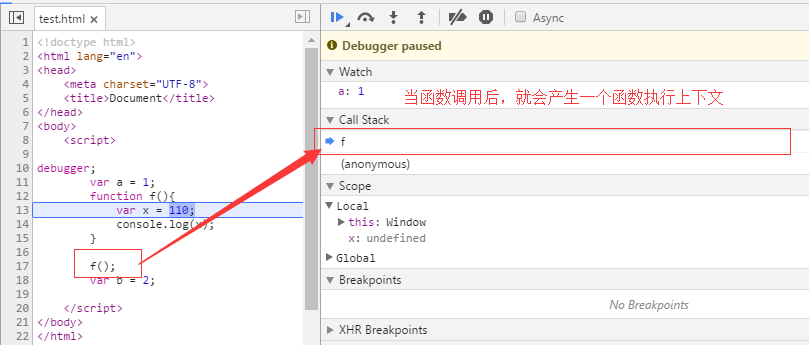 test.html ×
1 <!doctype html>
2 <html lang="en">
3 <head>
4 <meta charset="UTF-8">
5 <title>Document</title>
6 </head>
7 <body>
8 <script>
9
10 debugger;
11 var a = 1;
12 function f(){
13 var x = 110;
14 console.log(x);
15 }
16
17 f();
18 var b = 2;
19
20 </script>
21 </body>
22 </html>
Async
Debugger paused
Watch
a: 1
当函数调用后，就会产生一个函数执行上下文
Call Stack
f
(anonymous)
Scope
Local
this: Window
x: undefined
Global
Breakpoints
No Breakpoints
XHR Breakpoints